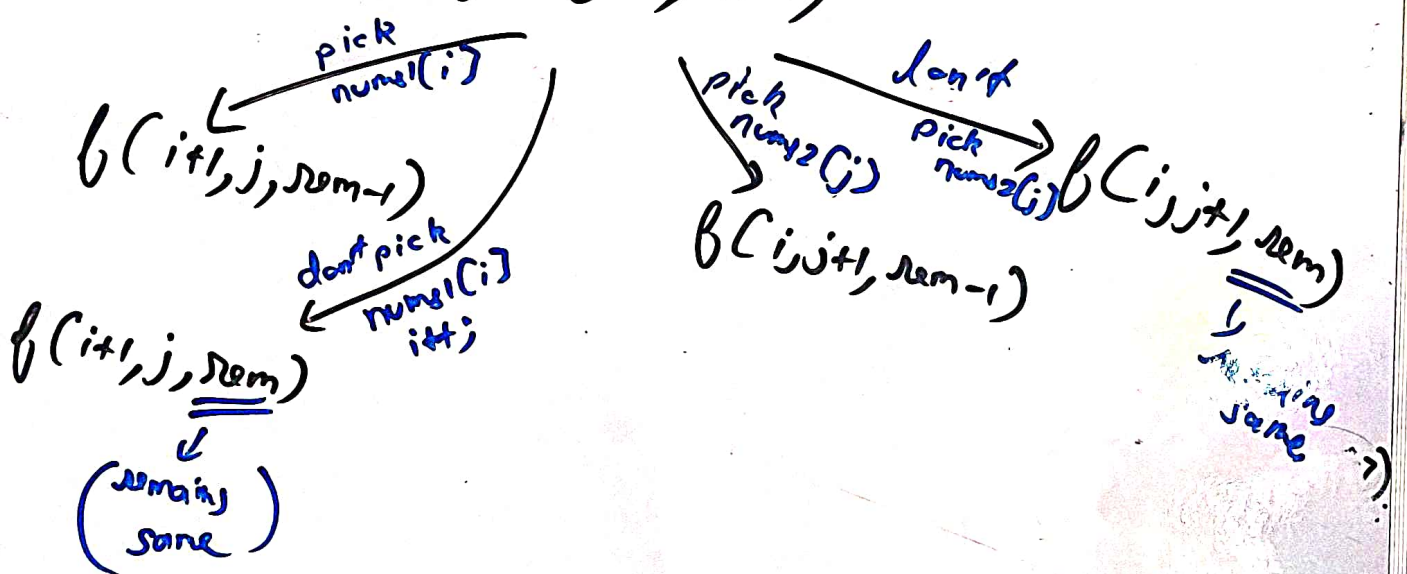 pick
nums1(i]
f(i+1,j,rem-1)
don't pick
nums1(i]
i++;
f(i+1,j,rem)
(remains
same)
pick
nums2(j)
f(i,j+1,rem-1)
don't
pick
nums2(j)
f(i,j+1,rem)
same